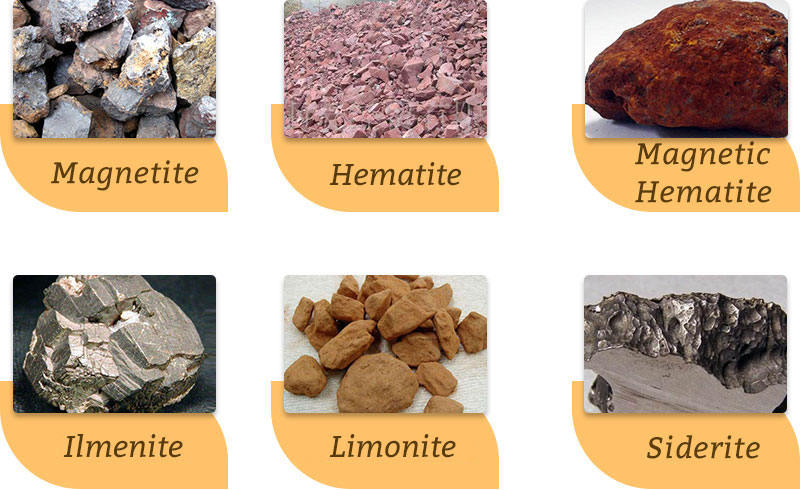 Magnetite
Hematite
Magnetic
Hematite
Ilmenite
Limonite
Siderite